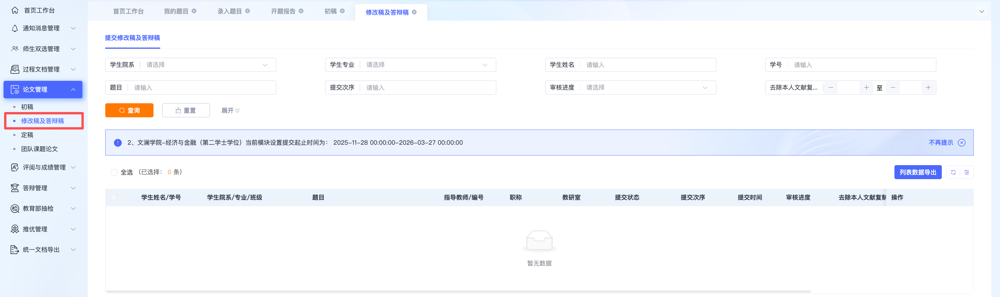 首页工作台
通知消息管理
师生双选管理
过程文档管理
论文管理
初稿
修改稿及答辩稿
定稿
团队课题论文
评阅与成绩管理
答辩管理
教育部抽检
推优管理
统一文档导出
首页工作台 我的题目 录入题目 开题报告 初稿 修改稿及答辩稿
提交修改稿及答辩稿
学生院系 请选择 学生专业 请选择 学生姓名 请输入 学号 请输入
题目 请输入 提交次序 请输入 审核进度 请选择 去除本人文献复... 至
查询 重置 展开
2、文澜学院-经济与金融（第二学士学位）当前模块设置提交起止时间为： 2025-11-28 00:00:00-2026-03-27 00:00:00 不再提示
全选 （已选择： 0 条） 列表数据导出
学生姓名/学号 学生院系/专业/班级 题目 指导教师/编号 职称 教研室 提交状态 提交次序 提交时间 审核进度 去除本人文献复制 操作
暂无数据